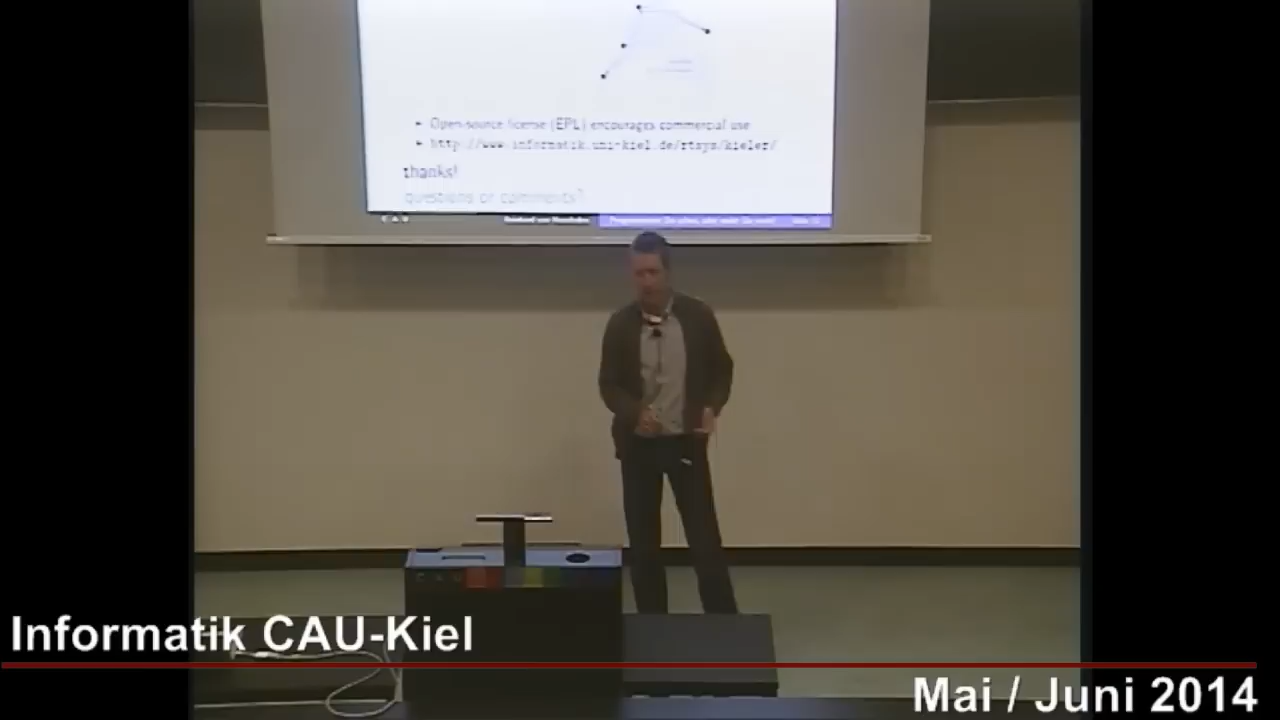 Open-source license (EPL) encourages commercial use
http://www.informatik.uni-kiel.de/rtsys/kieler/
thanks!
questions or comments?
CAU
Informatik CAU-Kiel
Mai / Juni 2014